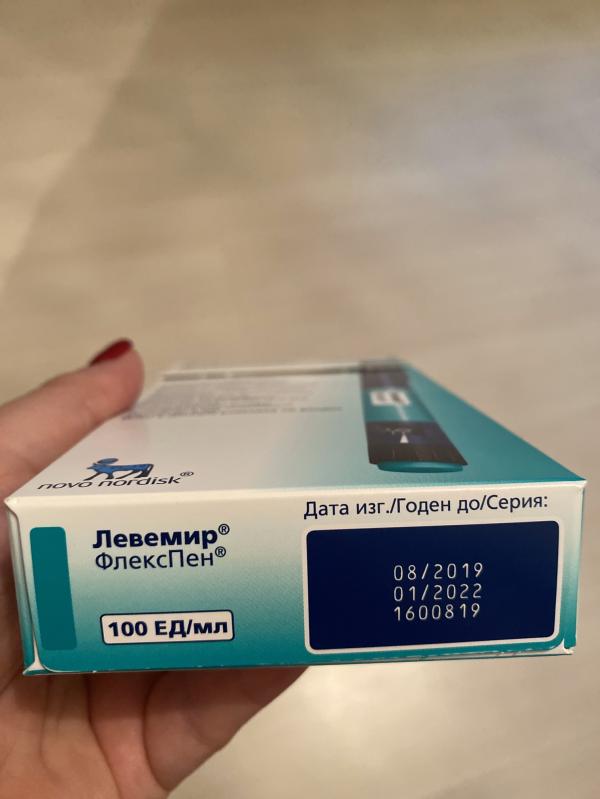 novo nordisk®
Левемир®
ФлексПен®
100 ЕД/мл
Дата изг./Годен до/Серия:
08/2019
01/2022
1600819